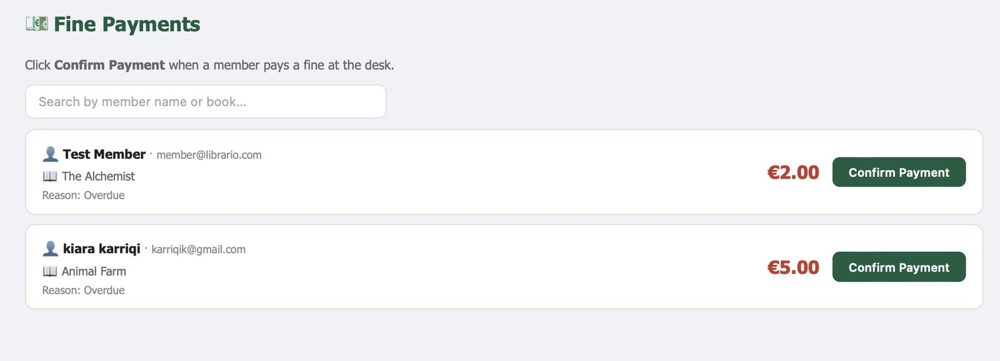 Fine Payments
Click Confirm Payment when a member pays a fine at the desk.
Search by member name or book...
Test Member · member@librario.com
The Alchemist
Reason: Overdue
€2.00
Confirm Payment
kiara karriqi · karriqik@gmail.com
Animal Farm
Reason: Overdue
€5.00
Confirm Payment